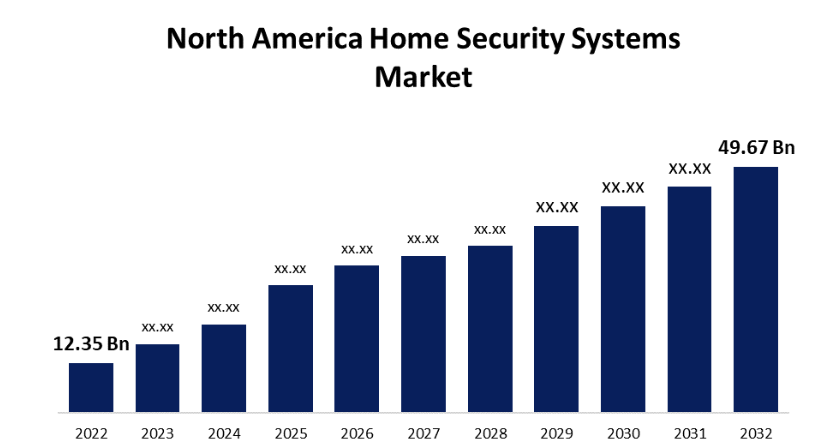 North America Home Security Systems
Market
49.67 Bn
xx.xx
xx.xx
xx.xx
xx.xx
xx.xx
xx.xx
xx.xx
xx.xx
xx.xx
12.35 Bn
2022 2023 2024 2025 2026 2027 2028 2029 2030 2031 2032